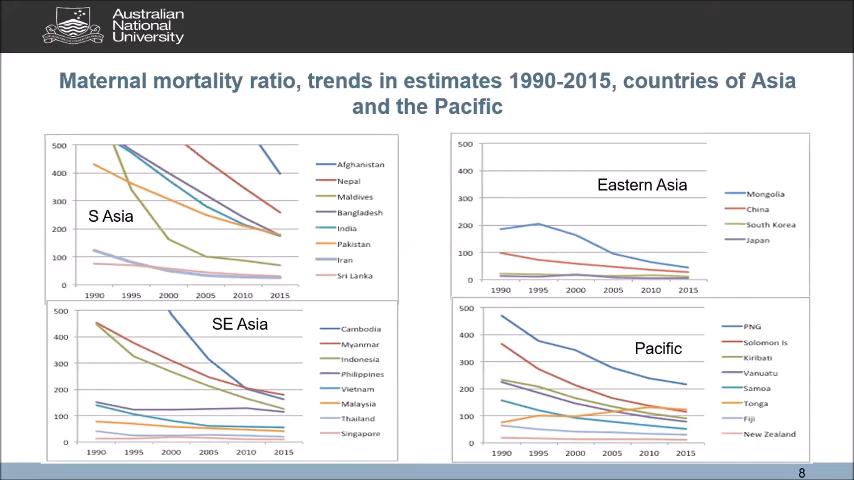 Australian
National
University
Maternal mortality ratio, trends in estimates 1990-2015, countries of Asia
and the Pacific
S Asia
500
400
300
200
100
0
1990 1995 2000 2005 2010 2015
Afghanistan
Nepal
Maldives
Bangladesh
India
Pakistan
Iran
Sri Lanka
Eastern Asia
500
400
300
200
100
0
1990 1995 2000 2005 2010 2015
Mongolia
China
South Korea
Japan
SE Asia
500
400
300
200
100
0
1990 1995 2000 2005 2010 2015
Cambodia
Myanmar
Indonesia
Philippines
Vietnam
Malaysia
Thailand
Singapore
Pacific
500
400
300
200
100
0
1990 1995 2000 2005 2010 2015
PNG
Solomon Is
Kiribati
Vanuatu
Samoa
Tonga
Fiji
New Zealand
8